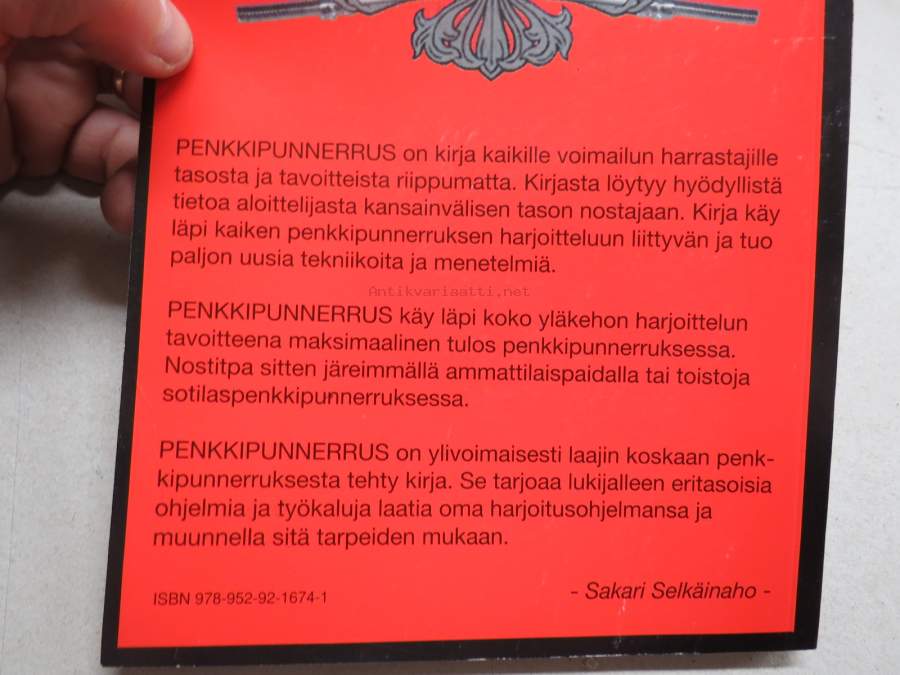 PENKKIPUNNERRUS on kirja kaikille voimailun harrastajille
tasosta ja tavoitteista riippumatta. Kirjasta löytyy hyödyllistä
tietoa aloittelijasta kansainvälisen tason nostajaan. Kirja käy
läpi kaiken penkkipunnerruksen harjoitteluun liittyvän ja tuo
paljon uusia tekniikoita ja menetelmiä.
Antikvariaatti.net
PENKKIPUNNERRUS käy läpi koko yläkehon harjoittelun
tavoitteena maksimaalinen tulos penkkipunnerruksessa.
Nostitpa sitten järeimmällä ammattilaispaidalla tai toistoja
sotilaspenkkipunnerruksessa.
PENKKIPUNNERRUS on ylivoimaisesti laajin koskaan penk-
kipunnerruksesta tehty kirja. Se tarjoaa lukijalleen eritasoisia
ohjelmia ja työkaluja laatia oma harjoitusohjelmansa ja
muunnella sitä tarpeiden mukaan.
- Sakari Selkäinaho -
ISBN 978-952-92-1674-1